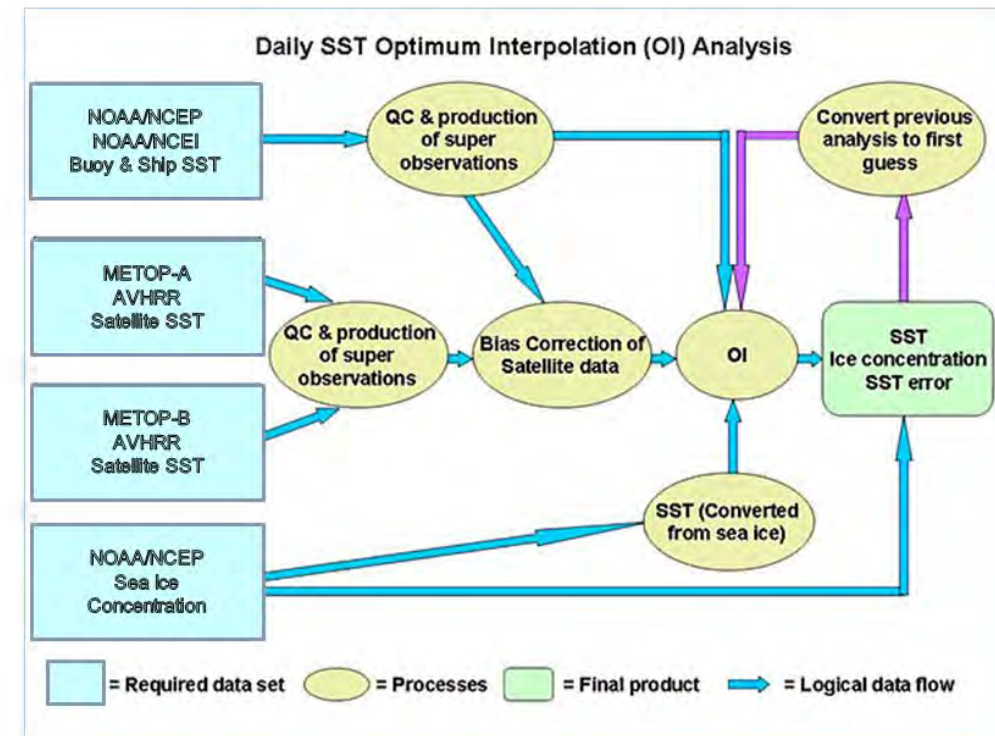 Daily SST Optimum Interpolation (OI) Analysis
NOAA/NCEP
NOAA/NCEI
Buoy & Ship SST
QC & production
of super
observations
Convert previous
analysis to first
guess
METOP-A
AVHRR
Satellite SST
QC & production
of super
observations
Bias Correction of
Satellite data
OI
SST
Ice concentration
SST error
METOP-B
AVHRR
Satellite SST
SST (Converted
from sea ice)
NOAA/NCEP
Sea Ice
Concentration
= Required data set
= Processes
= Final product
= Logical data flow